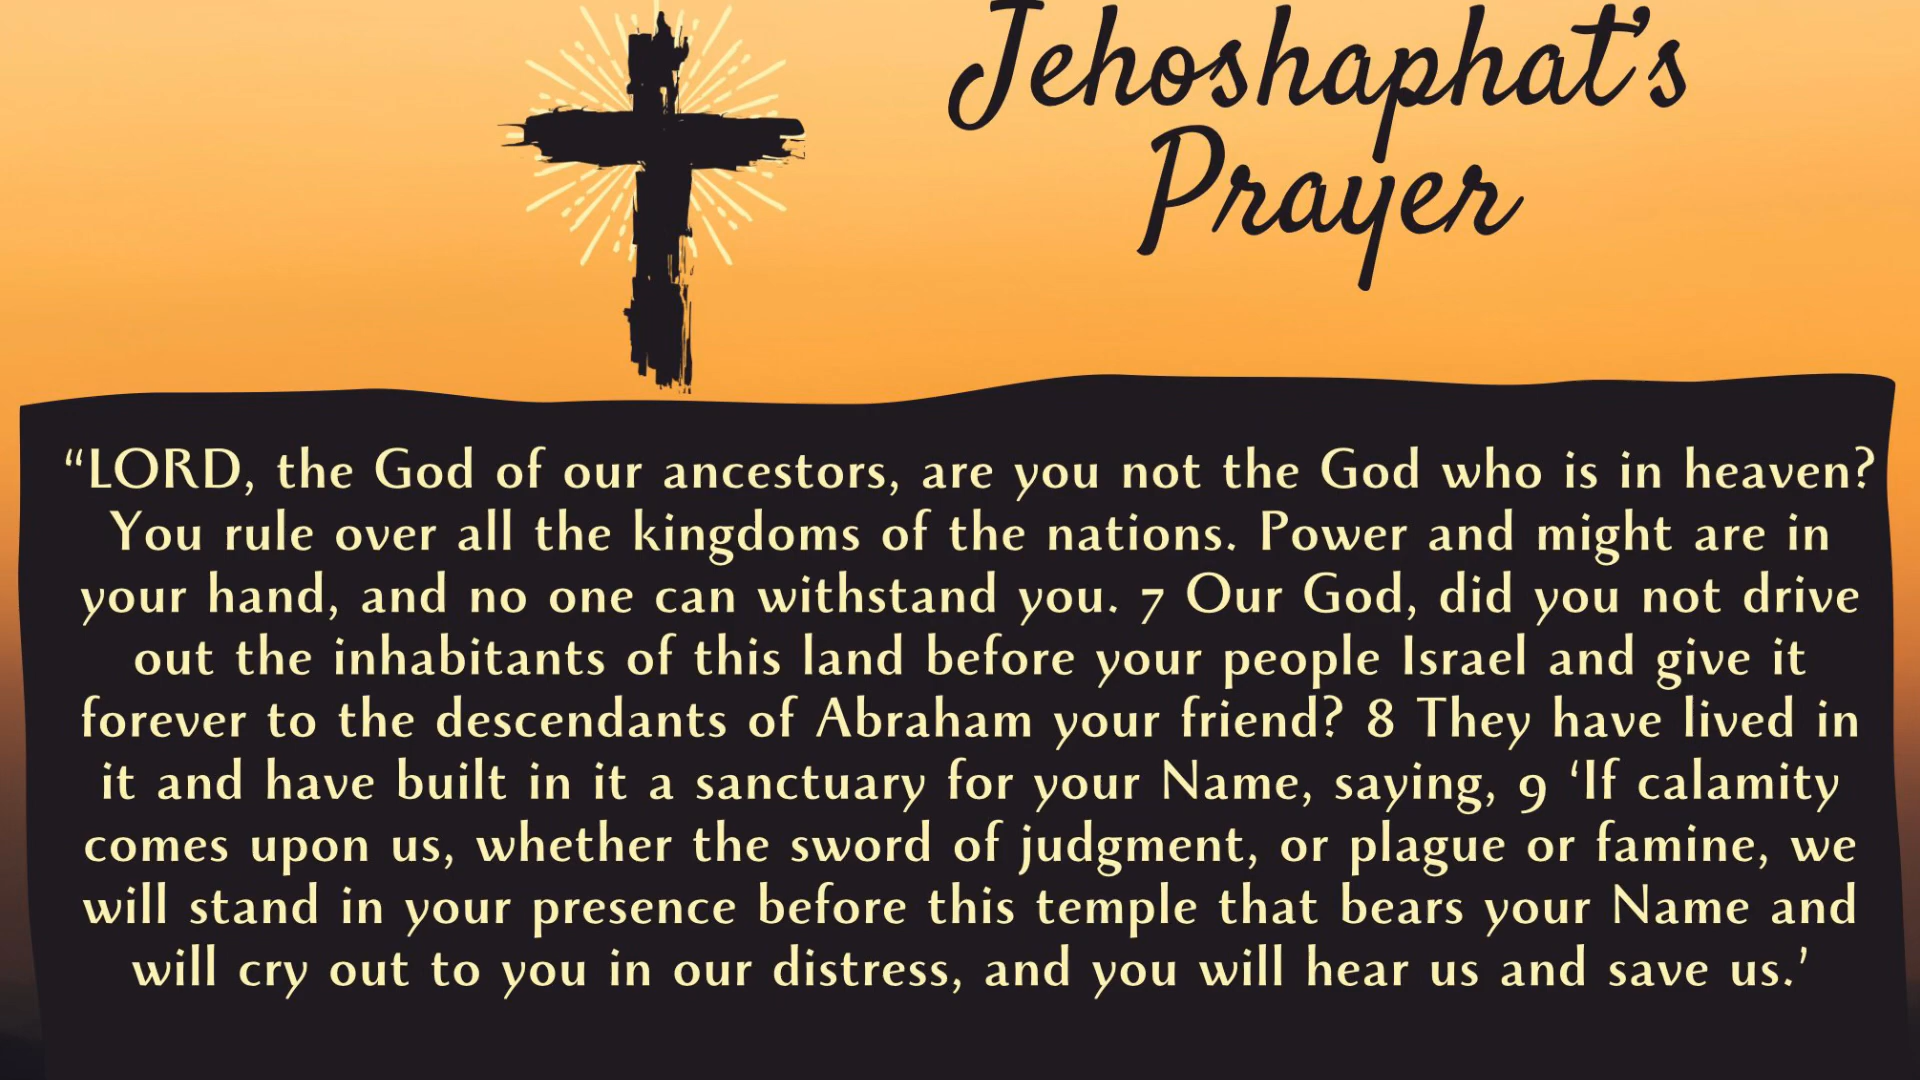 Jehoshaphat’s
Prayer
“LORD, the God of our ancestors, are you not the God who is in heaven?
You rule over all the kingdoms of the nations. Power and might are in
your hand, and no one can withstand you. 7 Our God, did you not drive
out the inhabitants of this land before your people Israel and give it
forever to the descendants of Abraham your friend? 8 They have lived in
it and have built in it a sanctuary for your Name, saying, 9 ‘If calamity
comes upon us, whether the sword of judgment, or plague or famine, we
will stand in your presence before this temple that bears your Name and
will cry out to you in our distress, and you will hear us and save us.’